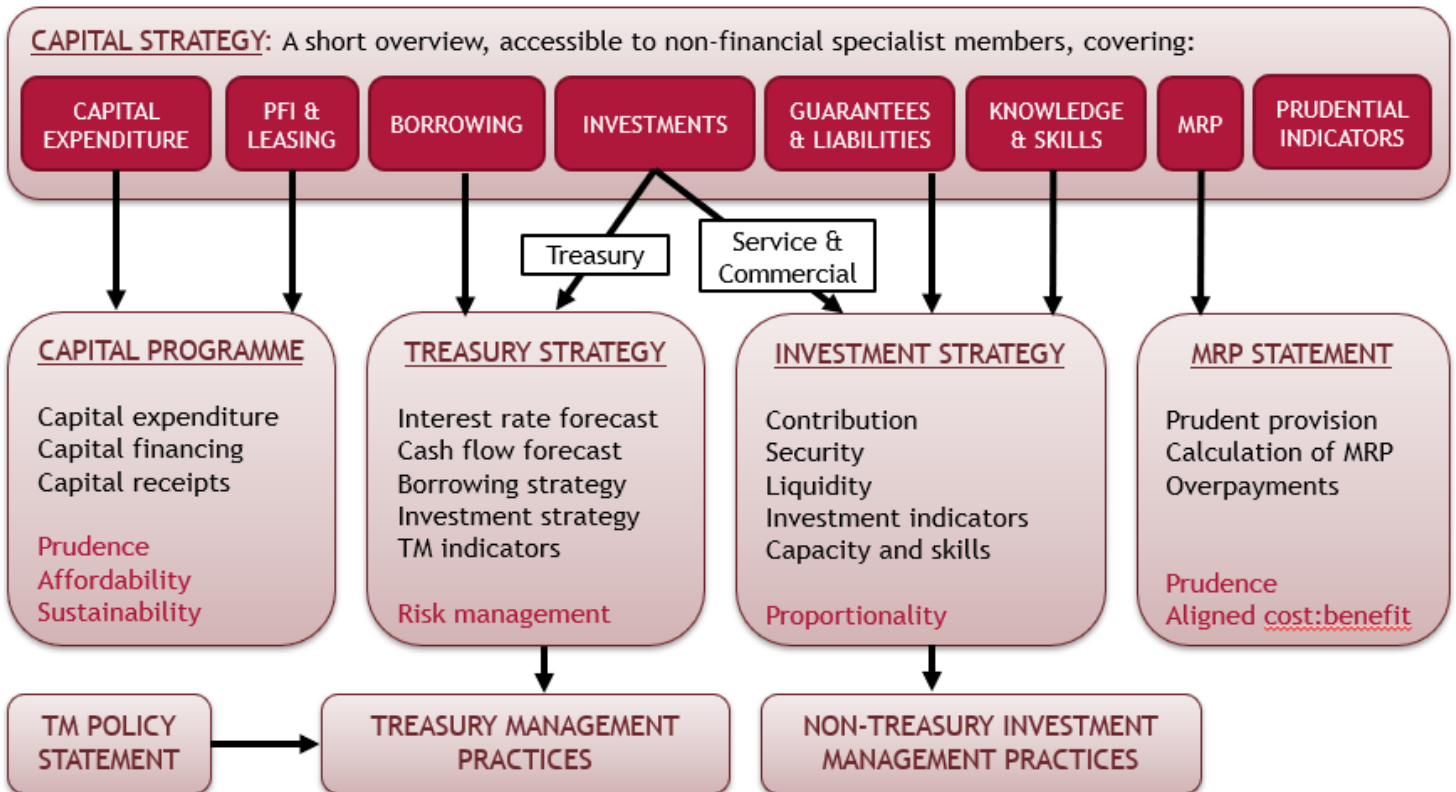 CAPITAL STRATEGY: A short overview, accessible to non-financial specialist members, covering:
CAPITAL
EXPENDITURE
PFI &
LEASING
BORROWING
INVESTMENTS
GUARANTEES
& LIABILITIES
KNOWLEDGE
& SKILLS
MRP
PRUDENTIAL
INDICATORS
Treasury
Service &
Commercial
CAPITAL PROGRAMME
Capital expenditure
Capital financing
Capital receipts
Prudence
Affordability
Sustainability
TREASURY STRATEGY
Interest rate forecast
Cash flow forecast
Borrowing strategy
Investment strategy
TM indicators
Risk management
INVESTMENT STRATEGY
Contribution
Security
Liquidity
Investment indicators
Capacity and skills
Proportionality
MRP STATEMENT
Prudent provision
Calculation of MRP
Overpayments
Prudence
Aligned cost:benefit
TM POLICY
STATEMENT
TREASURY MANAGEMENT
PRACTICES
NON-TREASURY INVESTMENT
MANAGEMENT PRACTICES